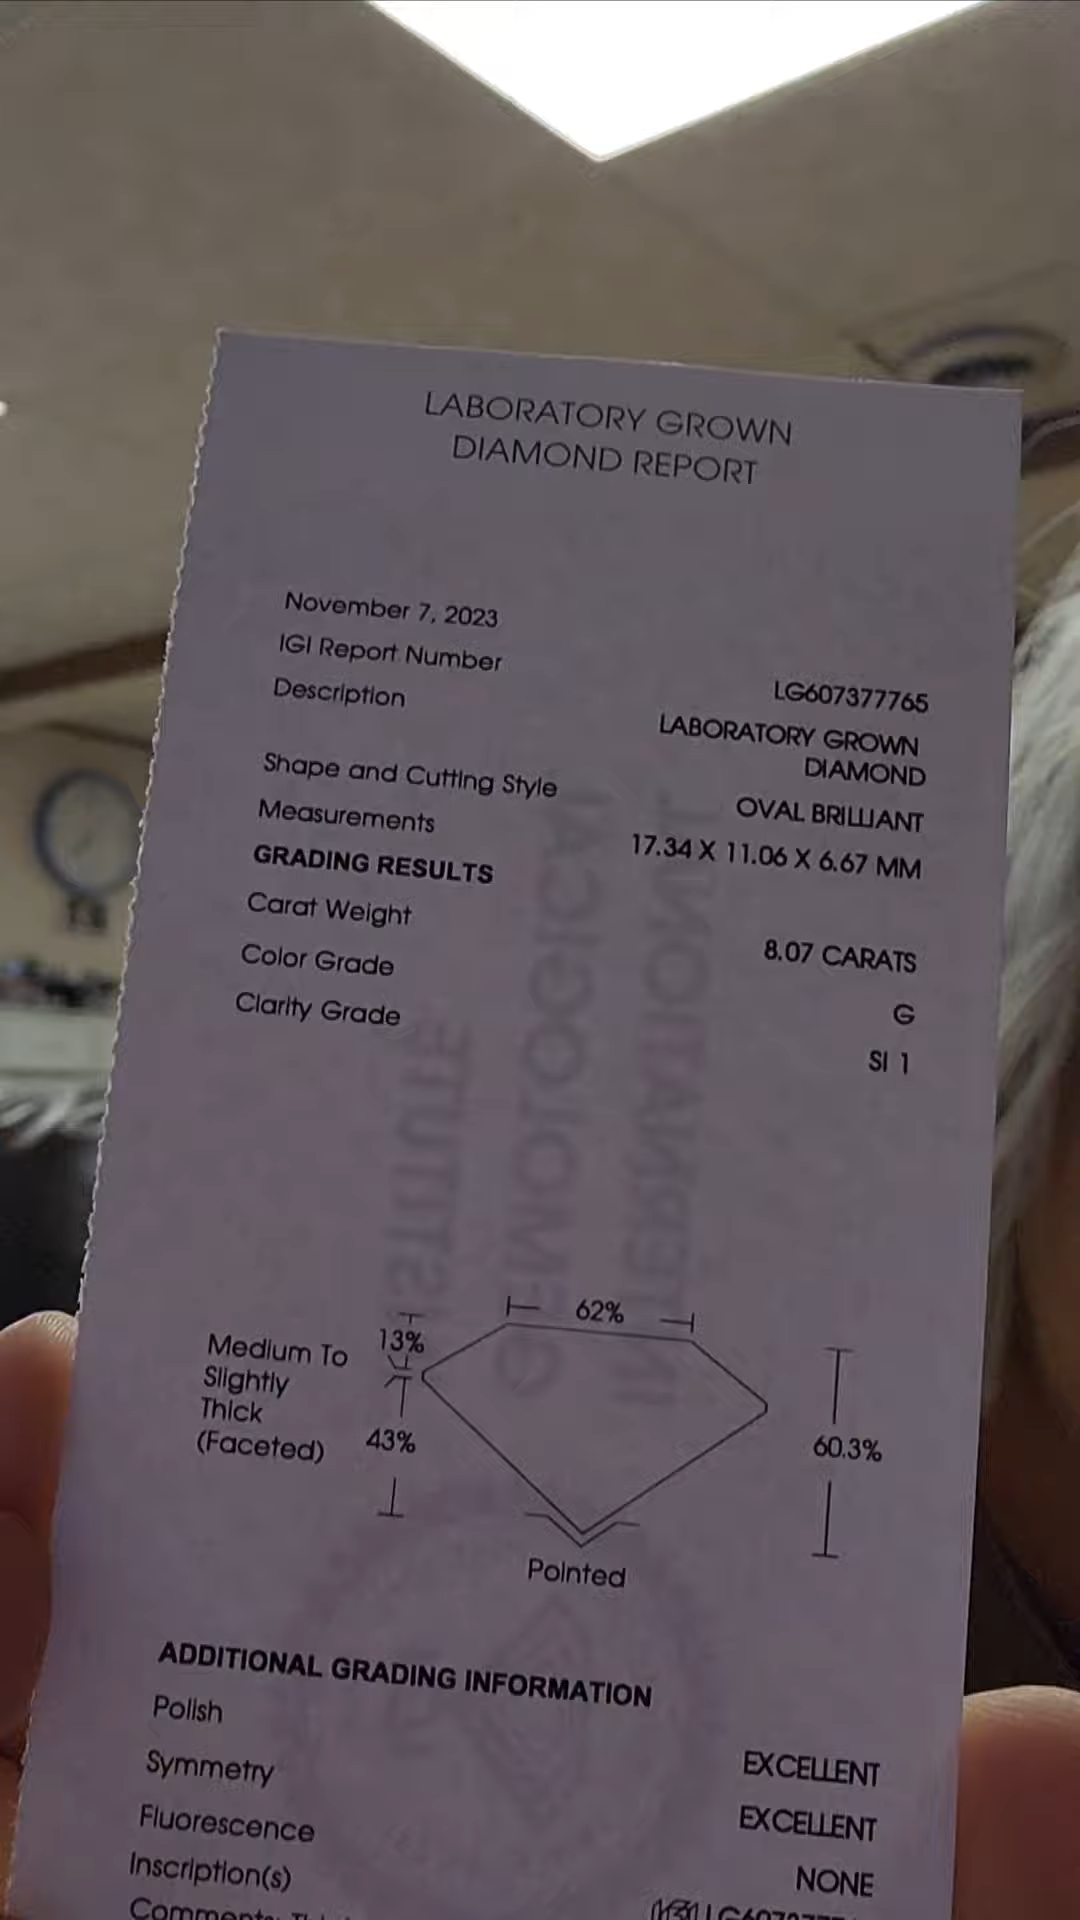 LABORATORY GROWN
DIAMOND REPORT
November 7, 2023
IGI Report Number LG607377765
Description LABORATORY GROWN
DIAMOND
Shape and Cutting Style OVAL BRILLIANT
Measurements 17.34 X 11.06 X 6.67 MM
GRADING RESULTS
Carat Weight 8.07 CARATS
Color Grade G
Clarity Grade SI 1
62%
13%
Medium To
Slightly
Thick
(Faceted)
43%
60.3%
Pointed
ADDITIONAL GRADING INFORMATION
Polish EXCELLENT
Symmetry EXCELLENT
Fluorescence NONE
Inscription(s)
INTERNATIONAL
GEMOLOGICAL
INSTITUTE